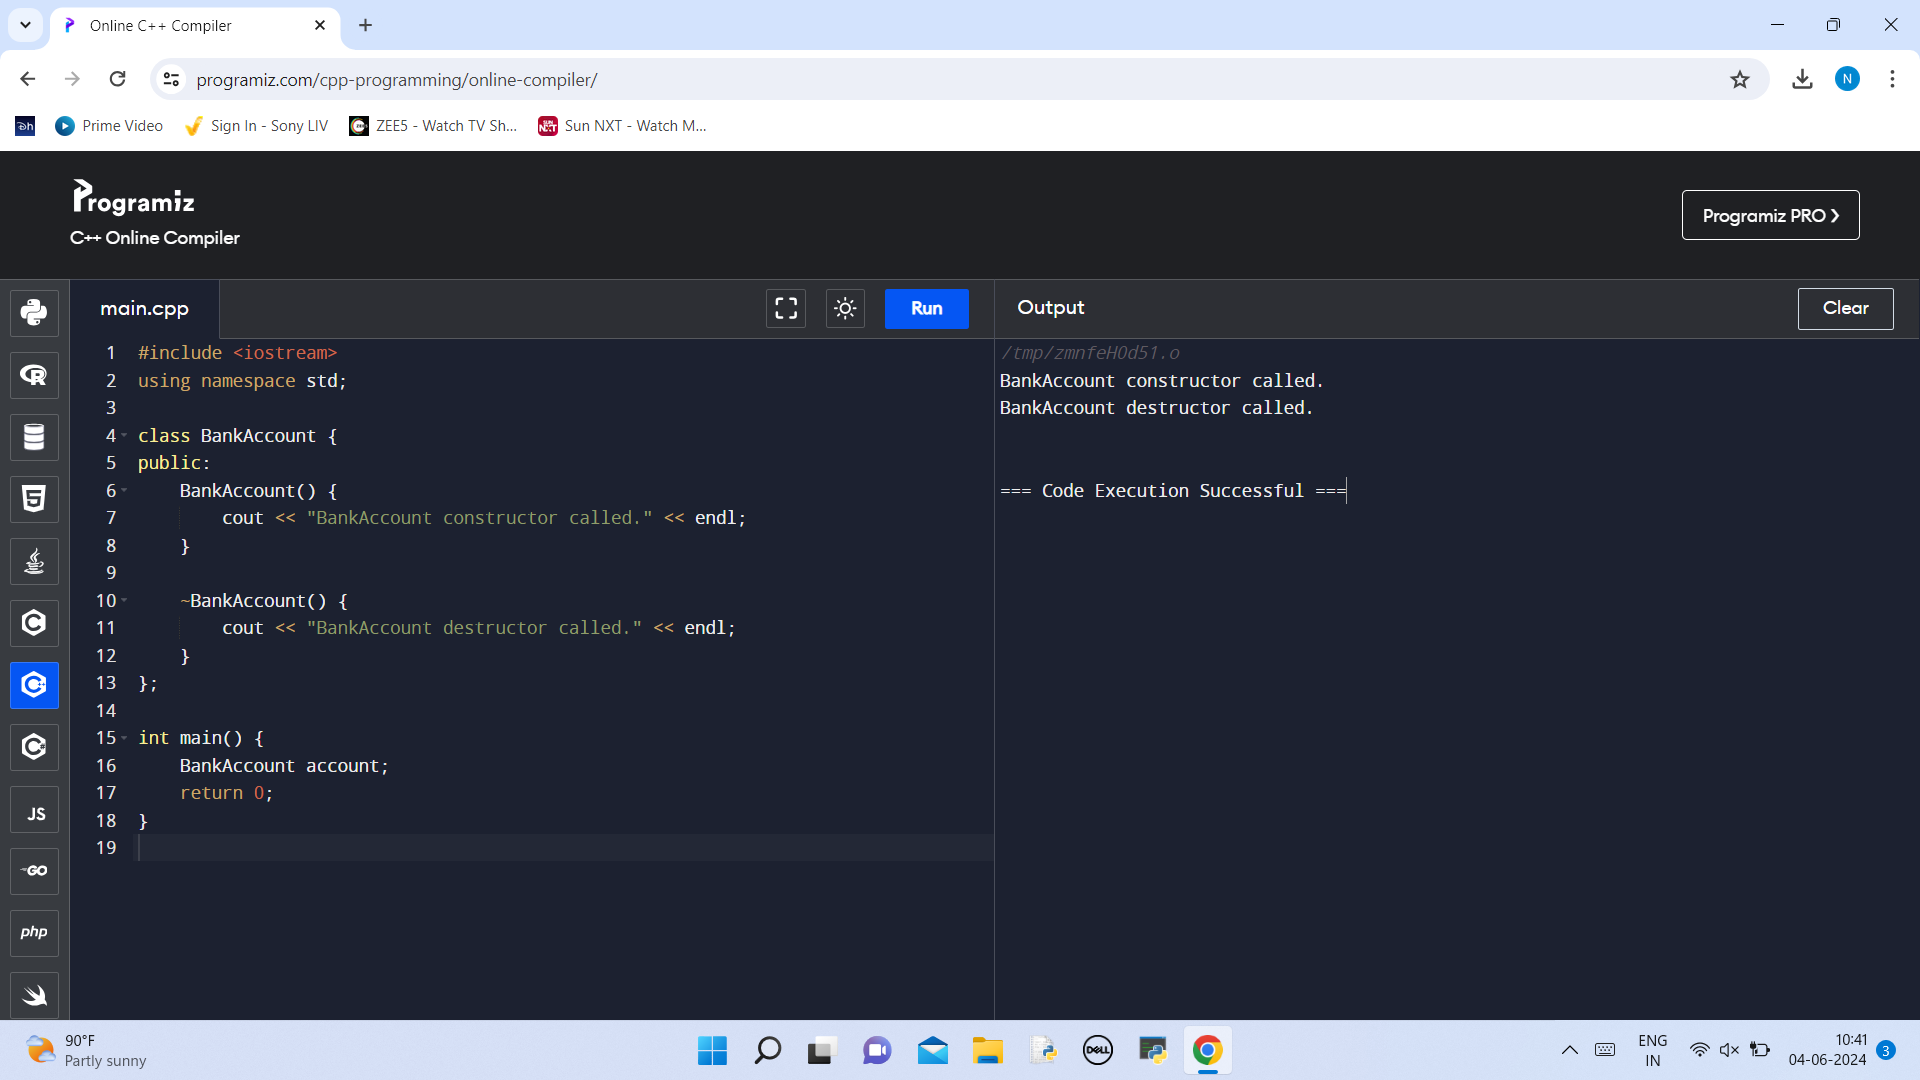 Online C++ Compiler
programiz.com/cpp-programming/online-compiler/
N
Prime Video
Sign In - Sony LIV
ZEE5 - Watch TV Sh...
Sun NXT - Watch M...
Programiz
C++ Online Compiler
Programiz PRO ❯
main.cpp
Run
Output
Clear
1 #include <iostream>
2 using namespace std;
3
4 class BankAccount {
5 public:
6     BankAccount() {
7         cout << "BankAccount constructor called." << endl;
8     }
9
10     ~BankAccount() {
11         cout << "BankAccount destructor called." << endl;
12     }
13 };
14
15 int main() {
16     BankAccount account;
17     return 0;
18 }
19
/tmp/zmnfeHOd51.o
BankAccount constructor called.
BankAccount destructor called.
=== Code Execution Successful ===
JS
GO
php
90°F
Partly sunny
DELL
ENG
IN
10:41
04-06-2024
3